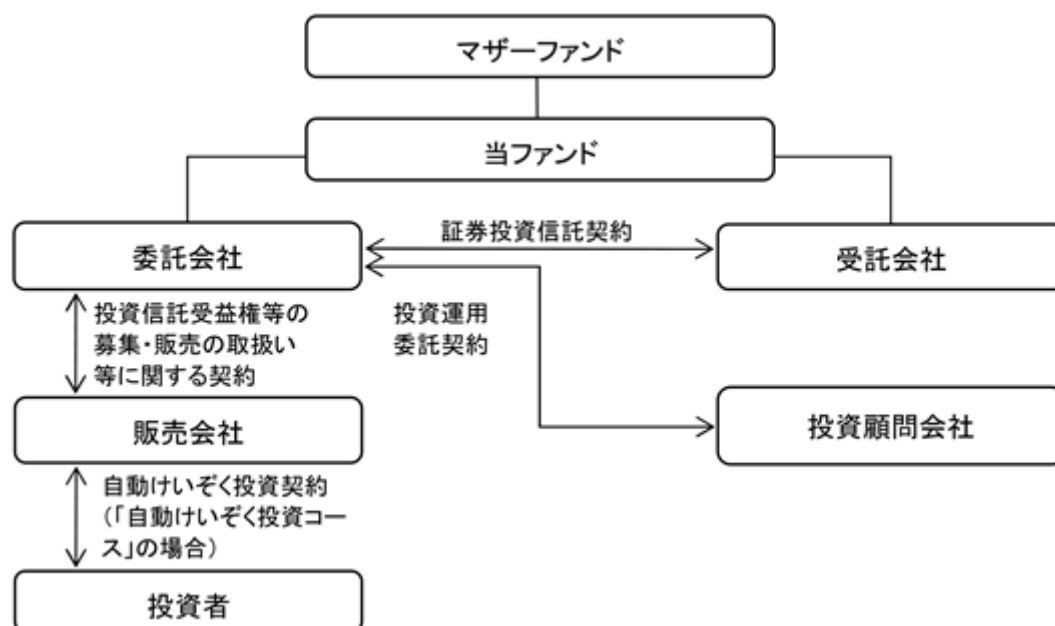 マザーファンド
当ファンド
証券投資信託契約
委託会社
受託会社
投資信託受益権等の
募集・販売の取扱い
等に関する契約
投資運用
委託契約
販売会社
投資顧問会社
自動けいぞく投資契約
(「自動けいぞく投資コー
ス」の場合)
投資者